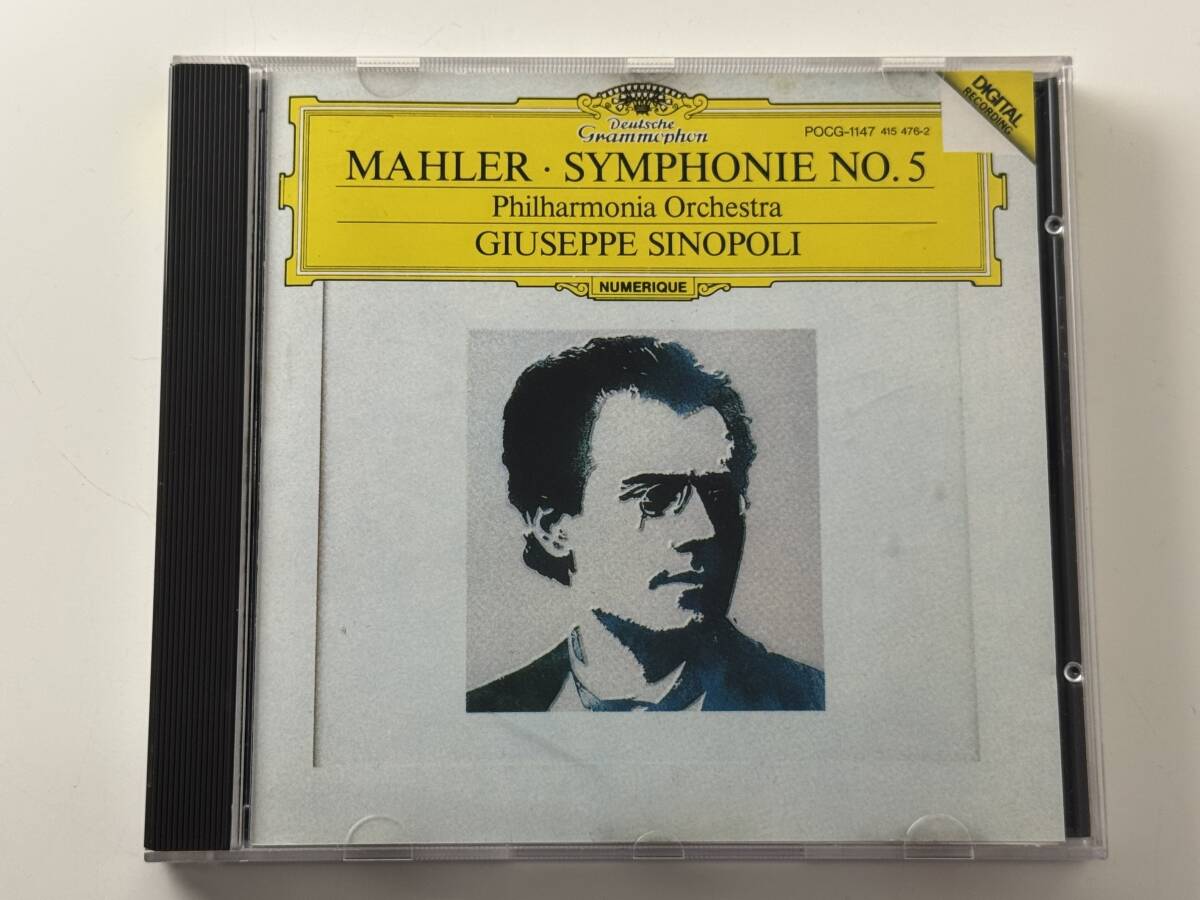 Deutsche
Grammophon
POCG-1147 415 476-2
DIGITAL
RECORDING
MAHLER · SYMPHONIE NO. 5
Philharmonia Orchestra
GIUSEPPE SINOPOLI
NUMERIQUE